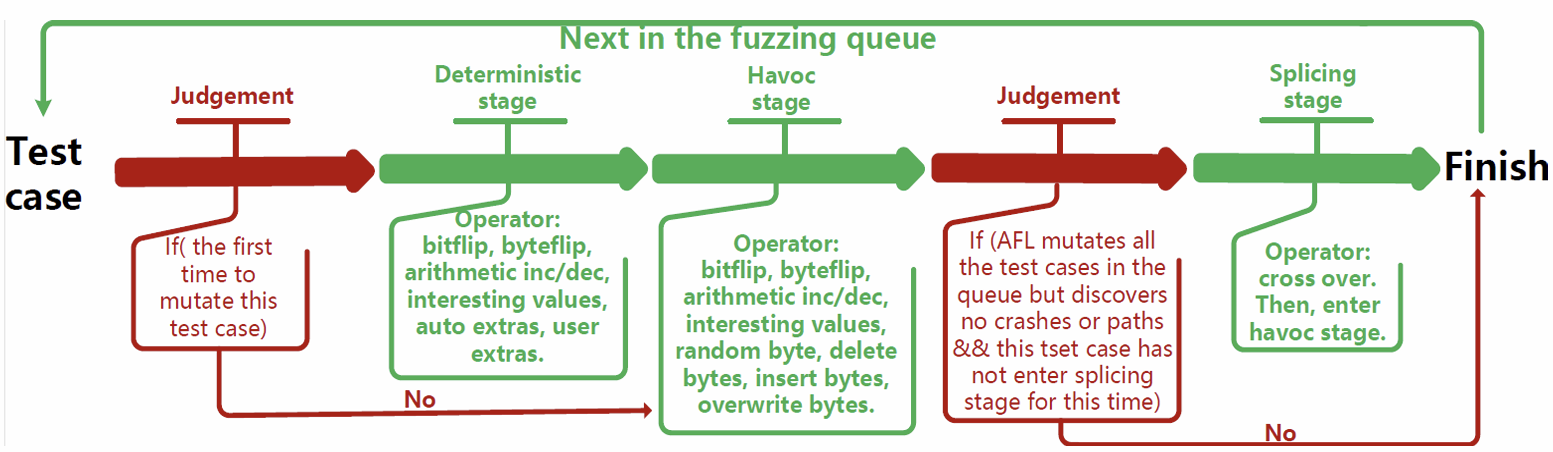 Next in the fuzzing queue
Test
case
Judgement
If( the first
time to
mutate this
test case)
No
Deterministic
stage
Operator:
bitflip, byteflip,
arithmetic inc/dec,
interesting values,
auto extras, user
extras.
Havoc
stage
Operator:
bitflip, byteflip,
arithmetic inc/dec,
interesting values,
random byte, delete
bytes, insert bytes,
overwrite bytes.
Judgement
If (AFL mutates all
the test cases in the
queue but discovers
no crashes or paths
&& this tset case has
not enter splicing
stage for this time)
No
Splicing
stage
Operator:
cross over.
Then, enter
havoc stage.
Finish